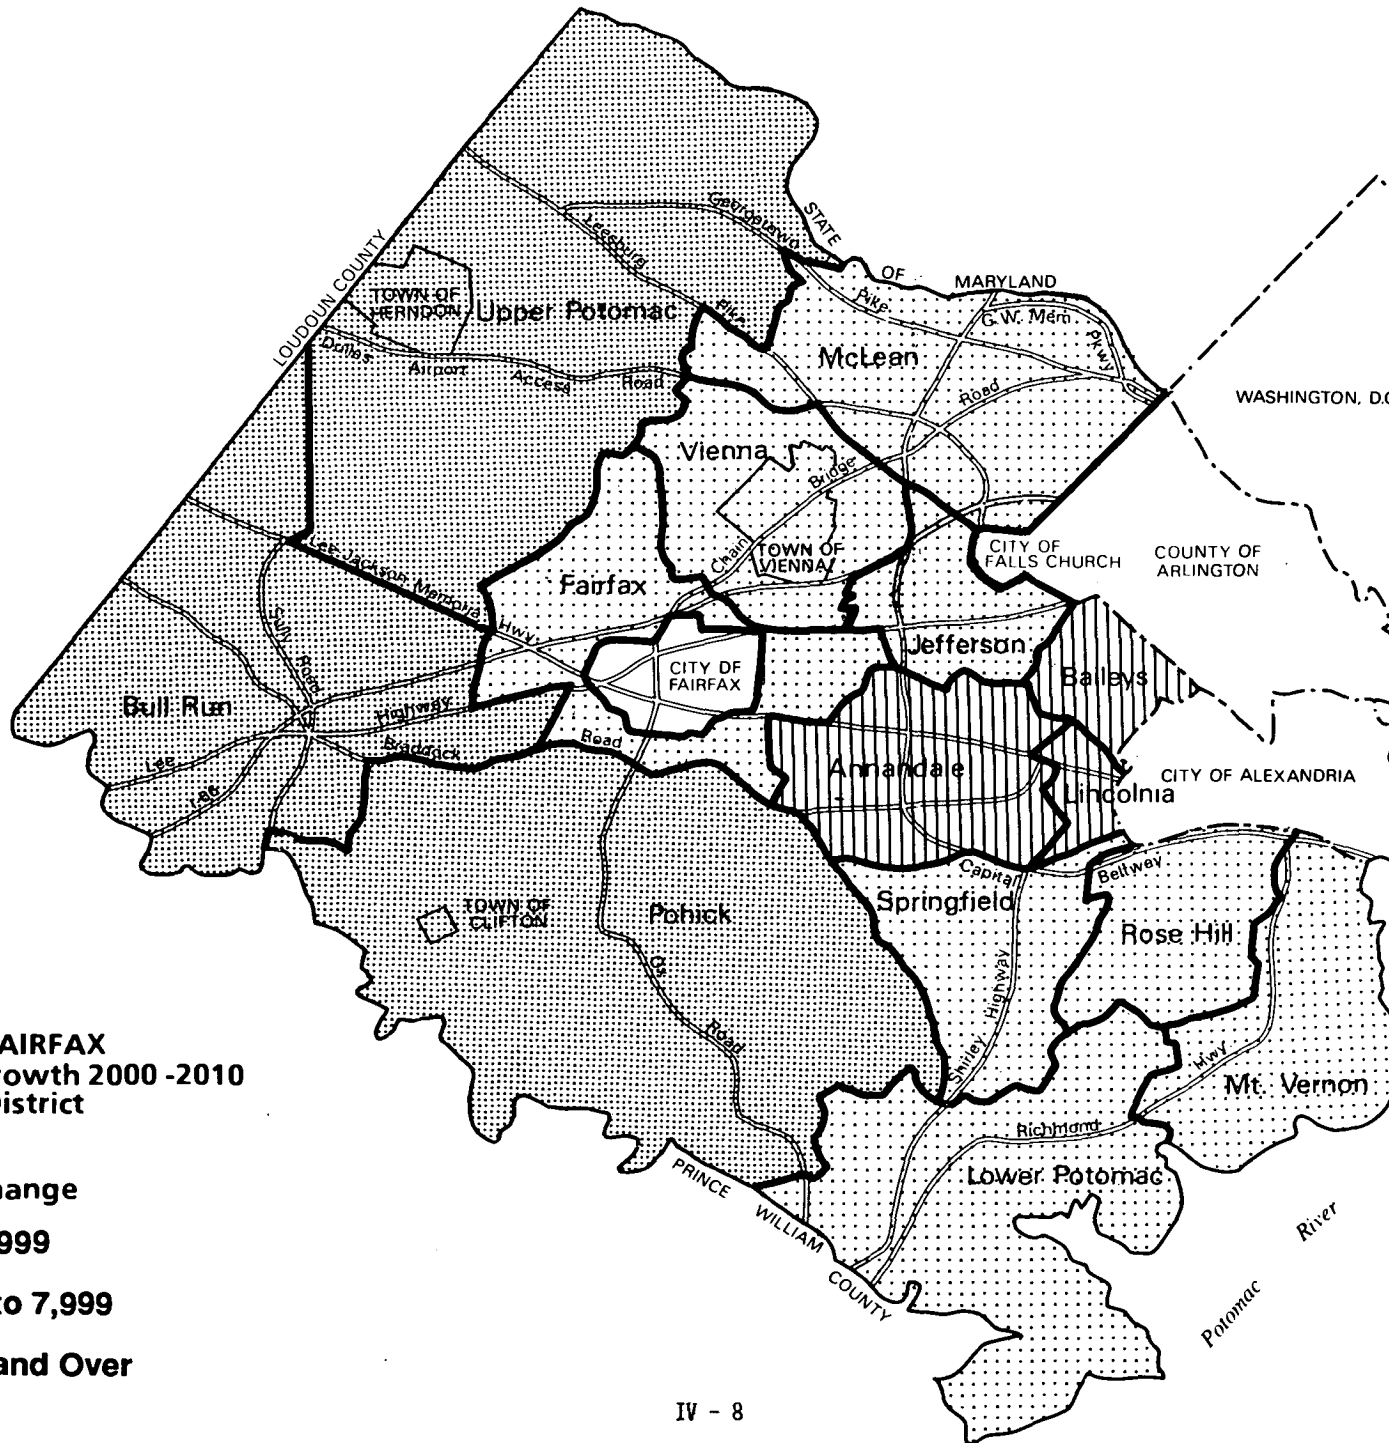 STATE
OF
MARYLAND
Georgetown
Leesburg
Pike
Pike
G.W. Mem.
Pkwy
LOUDOUN COUNTY
TOWN OF
HERNDON
Upper Potomac
McLean
Dulles
Airport
Access
Road
Road
WASHINGTON, D.C
Vienna
Bridge
Chain
TOWN OF
VIENNA
CITY OF
FALLS CHURCH
COUNTY OF
ARLINGTON
Lee Jackson Memorial
Hwy.
Fairfax
Sully
Road
Jefferson
CITY OF
FAIRFAX
Baileys
Bull Run
Highway
Lee
Braddock
Road
I-66
Annandale
Lincolnia
CITY OF ALEXANDRIA
Capital
Beltway
TOWN OF
CLIFTON
Pohick
Springfield
Rose Hill
Ox
Road
Shirley
Highway
Hwy
Mt. Vernon
Richmond
Lower Potomac
PRINCE
WILLIAM
COUNTY
River
Potomac
AIRFAX
rowth 2000 -2010
District
hange
999
to 7,999
and Over
IV - 8